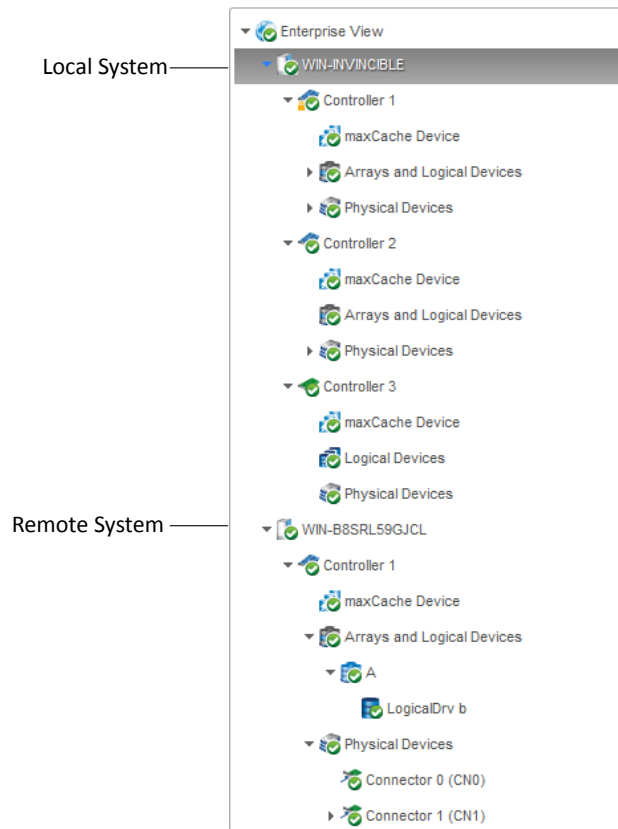 Enterprise View
Local System
WIN-INVINCIBLE
Controller 1
maxCache Device
Arrays and Logical Devices
Physical Devices
Controller 2
maxCache Device
Arrays and Logical Devices
Physical Devices
Controller 3
maxCache Device
Logical Devices
Physical Devices
Remote System
WIN-B8SRL59GJCL
Controller 1
maxCache Device
Arrays and Logical Devices
A
LogicalDrv b
Physical Devices
Connector 0 (CN0)
Connector 1 (CN1)